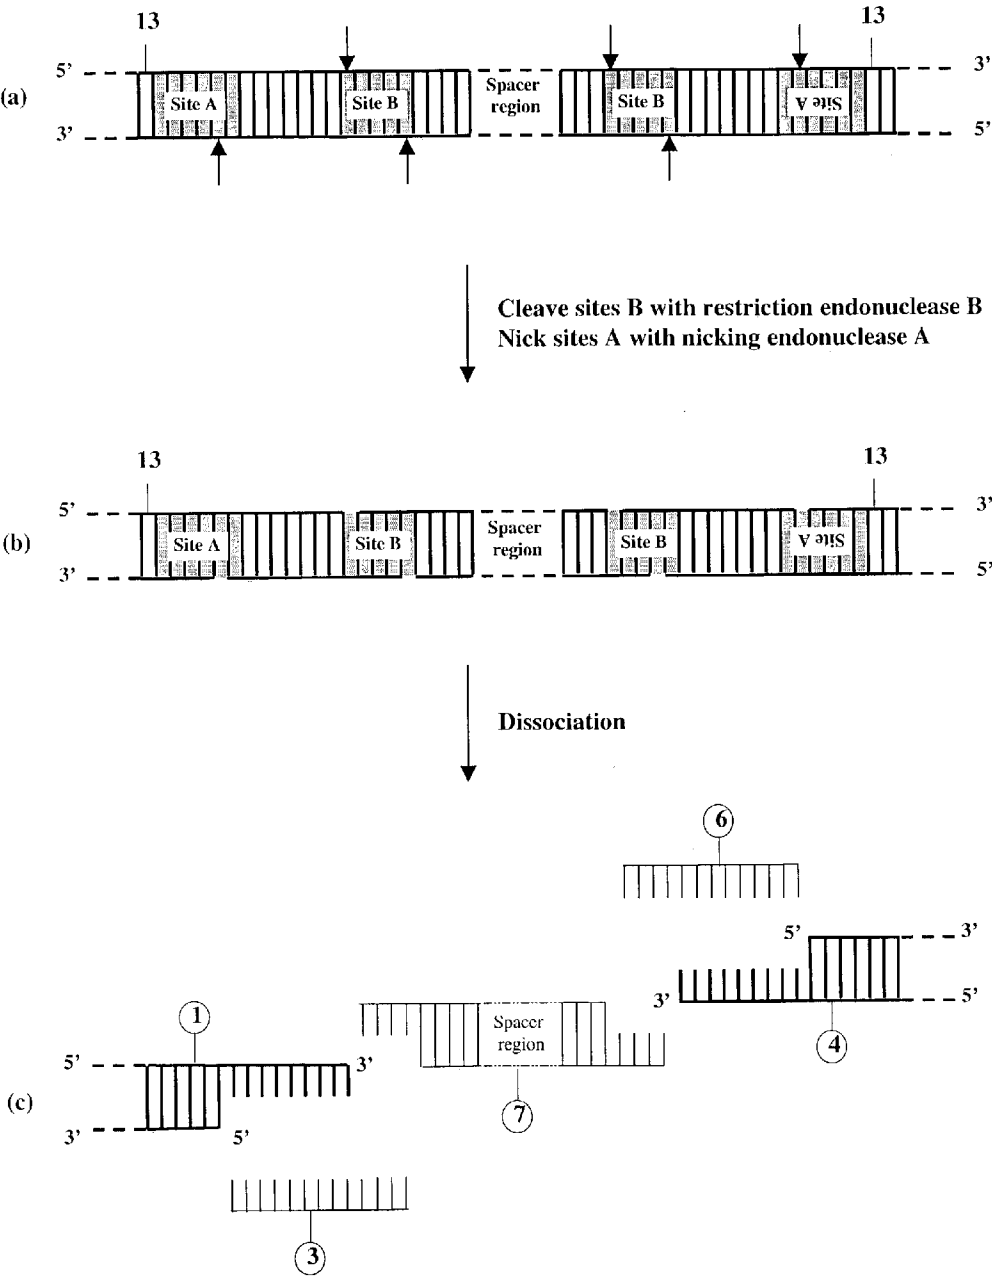 13 13
5’ 3’
(a) Site A Site B Spacer region Site B Site A
3’ 5’
Cleave sites B with restriction endonuclease B
Nick sites A with nicking endonuclease A
13 13
5’ 3’
(b) Site A Site B Spacer region Site B Site A
3’ 5’
Dissociation
6
5’ 3’
3’ 5’
4
1
Spacer
region
5’ 3’
7
(c)
3’ 5’
3